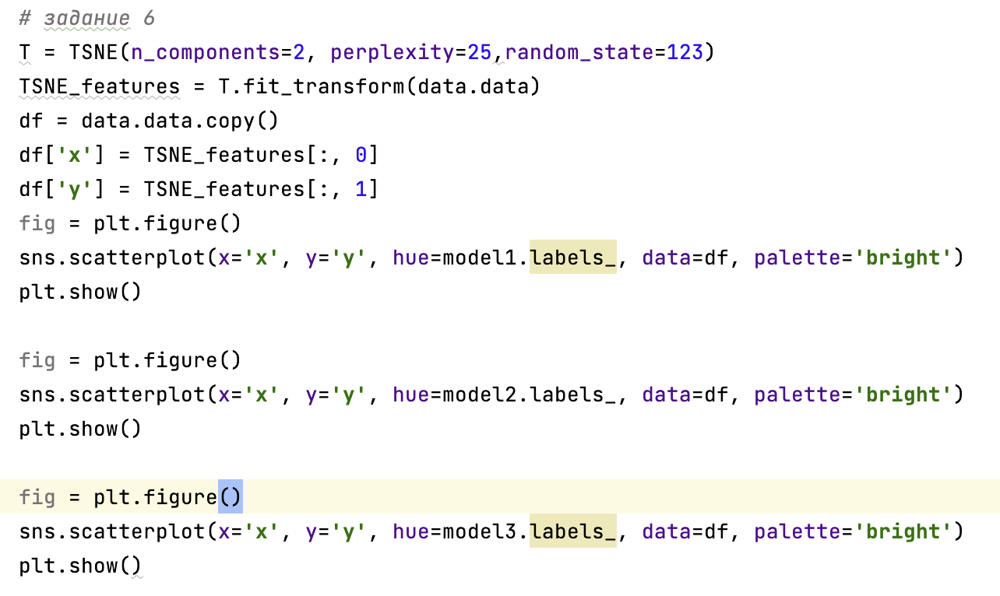 # задание 6
T = TSNE(n_components=2, perplexity=25,random_state=123)
TSNE_features = T.fit_transform(data.data)
df = data.data.copy()
df['x'] = TSNE_features[:, 0]
df['y'] = TSNE_features[:, 1]
fig = plt.figure()
sns.scatterplot(x='x', y='y', hue=model1.labels_, data=df, palette='bright')
plt.show()
fig = plt.figure()
sns.scatterplot(x='x', y='y', hue=model2.labels_, data=df, palette='bright')
plt.show()
fig = plt.figure()
sns.scatterplot(x='x', y='y', hue=model3.labels_, data=df, palette='bright')
plt.show()